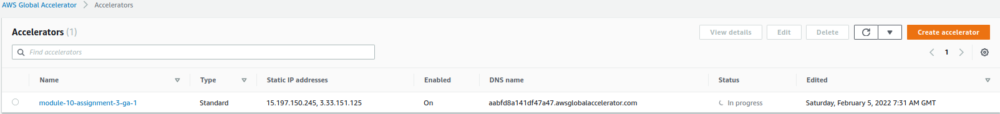 AWS Global Accelerator > Accelerators
Accelerators (1)
View details Edit Delete Create accelerator
Find accelerators 1
Name Type Static IP addresses Enabled DNS name Status Edited
module-10-assignment-3-ga-1 Standard 15.197.150.245, 3.33.151.125 On aabfd8a141df47a47.awsglobalaccelerator.com In progress Saturday, February 5, 2022 7:31 AM GMT